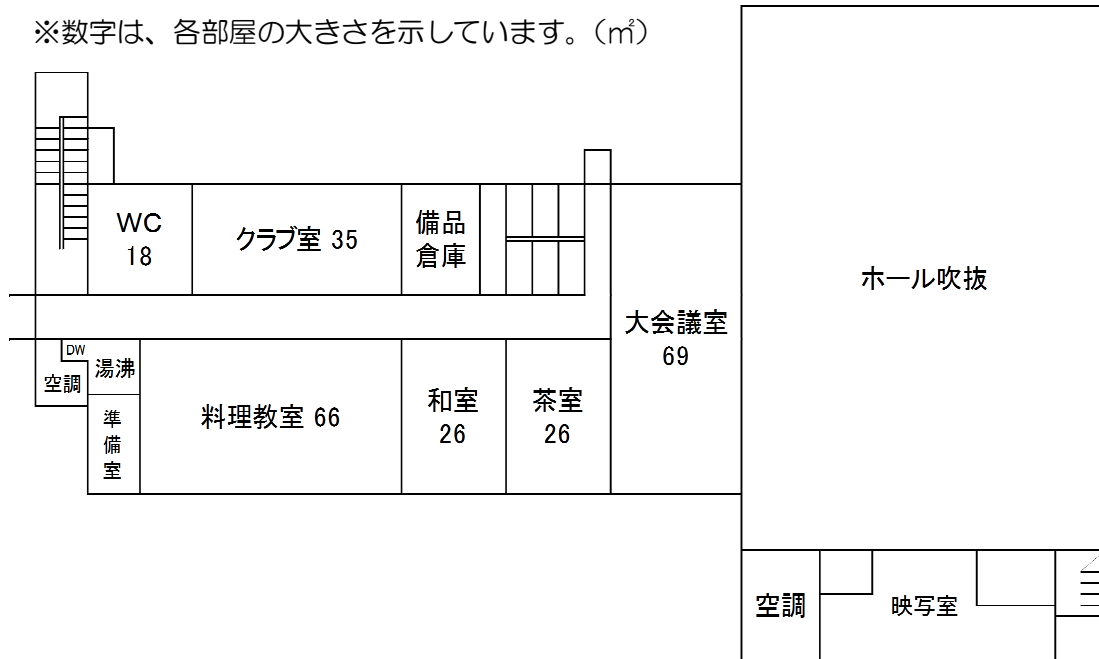 ※数字は、各部屋の大きさを示しています。（㎡）
WC
18
クラブ室 35
備品
倉庫
ホール吹抜
大会議室
69
DW
湯沸
空調
準
備
室
料理教室 66
和室
26
茶室
26
空調
映写室